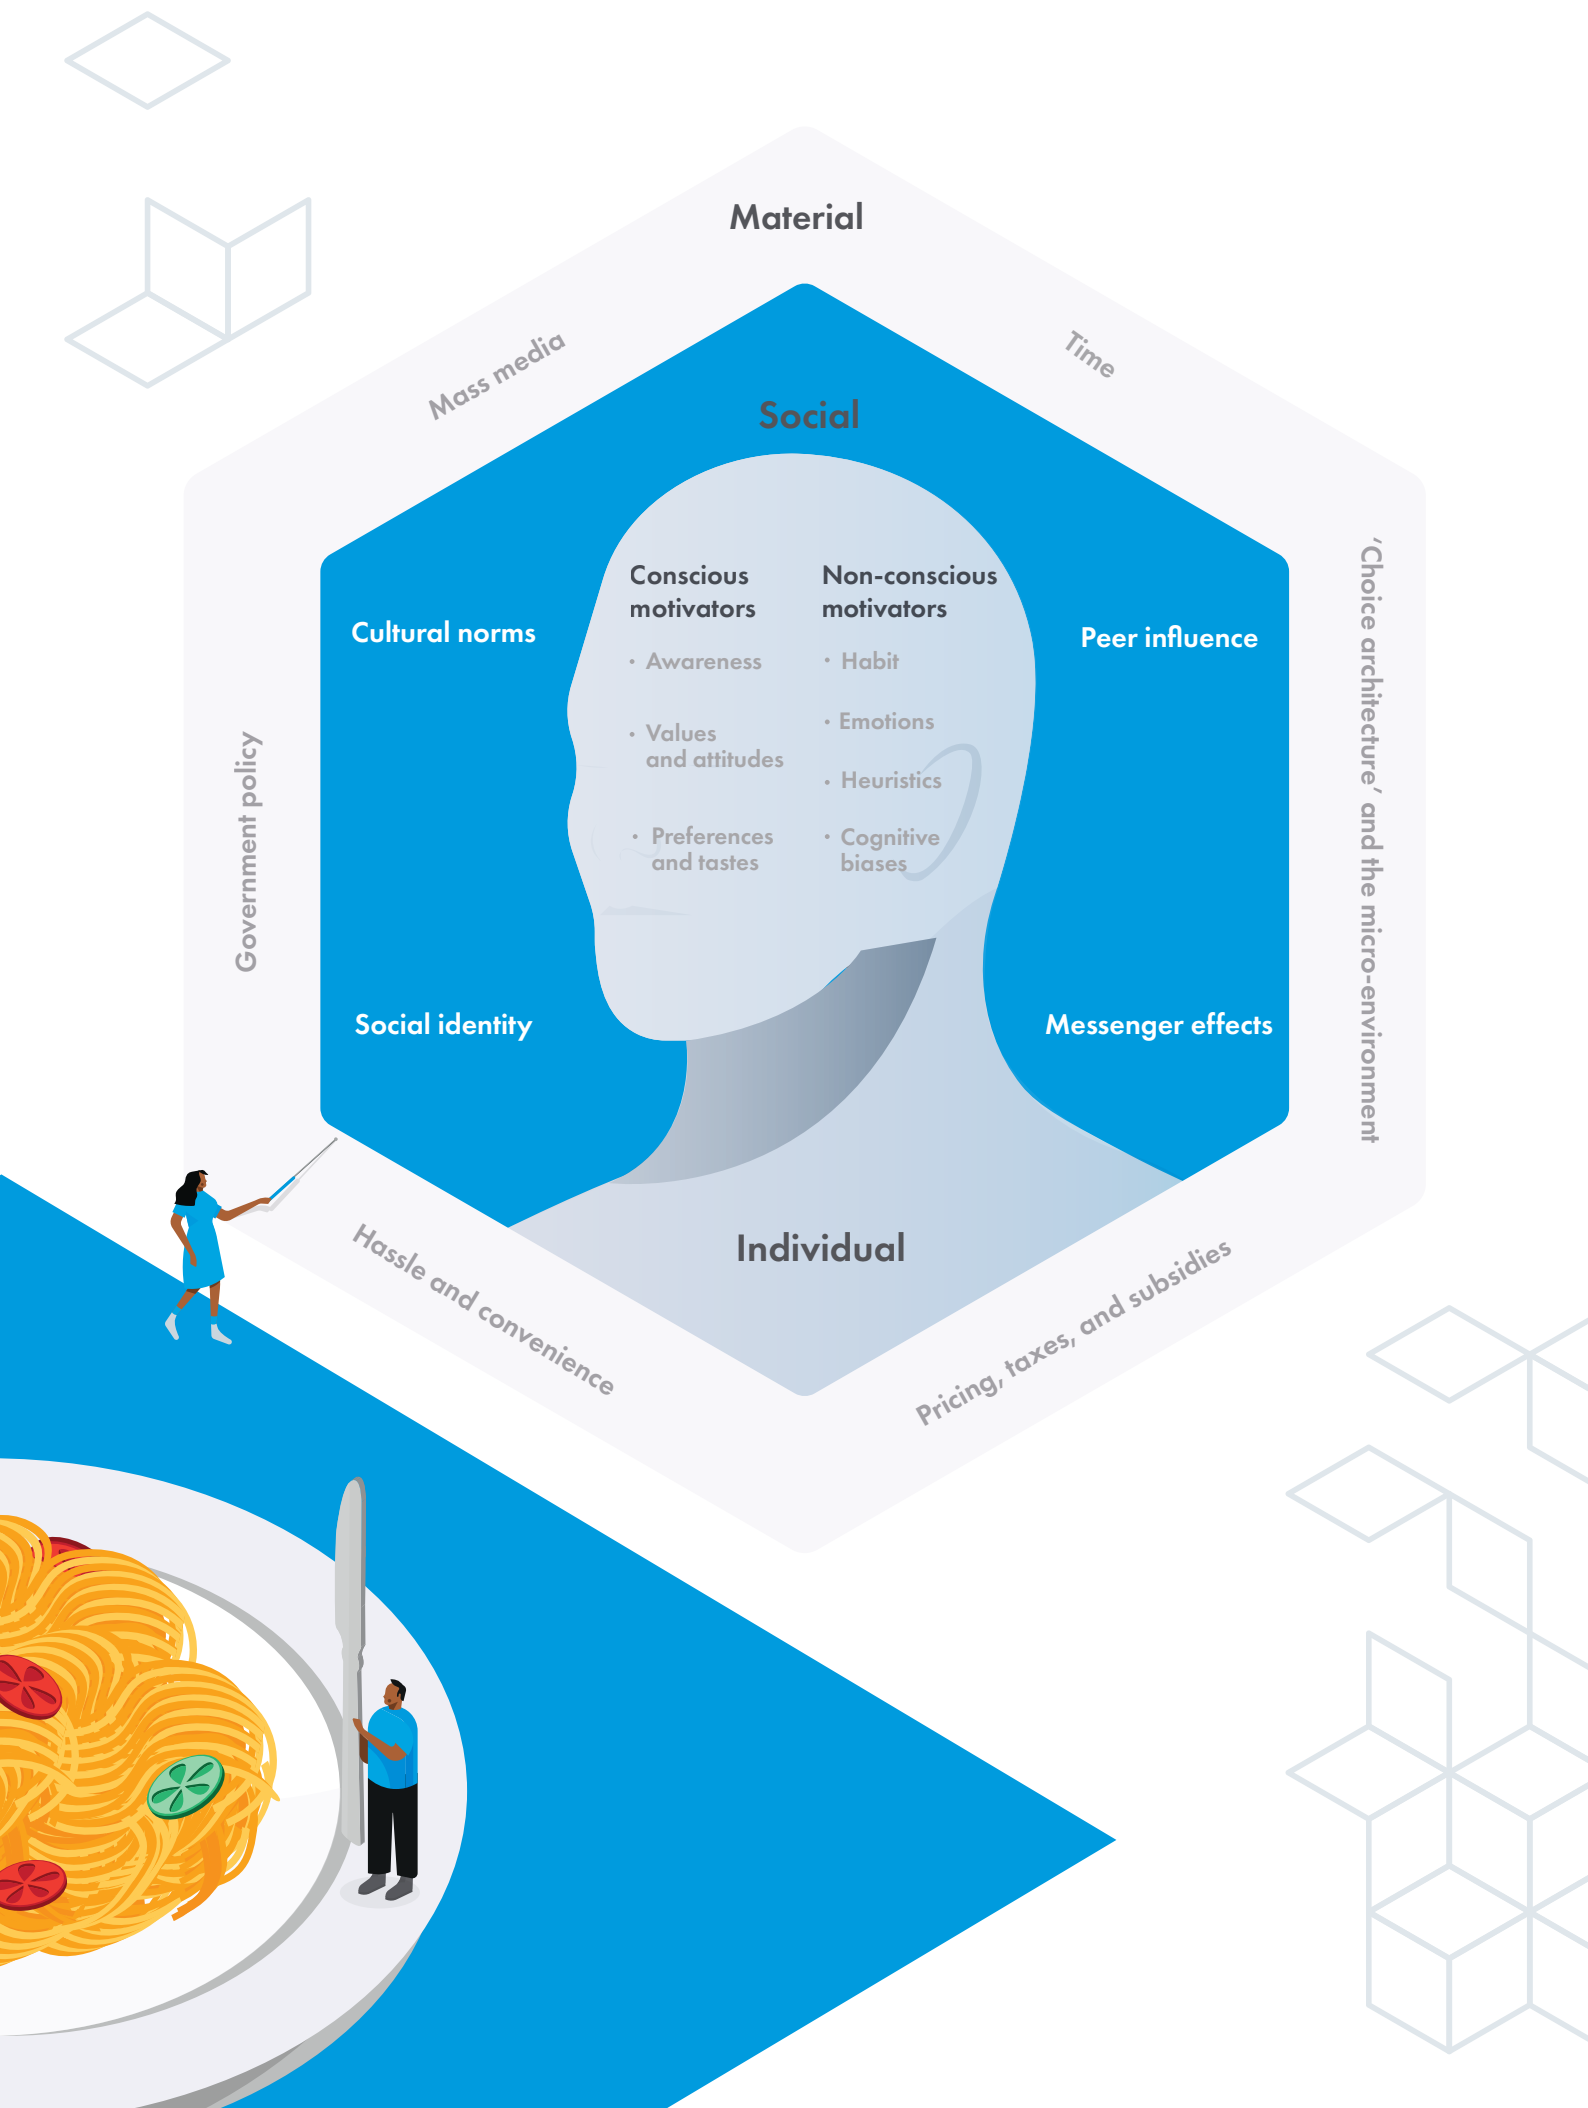 Material
Mass media
Time
Social
Conscious
motivators
Non-conscious
motivators
Cultural norms
Peer influence
• Awareness
• Values
and attitudes
• Preferences
and tastes
• Habit
• Emotions
• Heuristics
• Cognitive
biases
Government policy
‘Choice architecture’ and the micro-environment
Social identity
Messenger effects
Individual
Hassle and convenience
Pricing, taxes, and subsidies